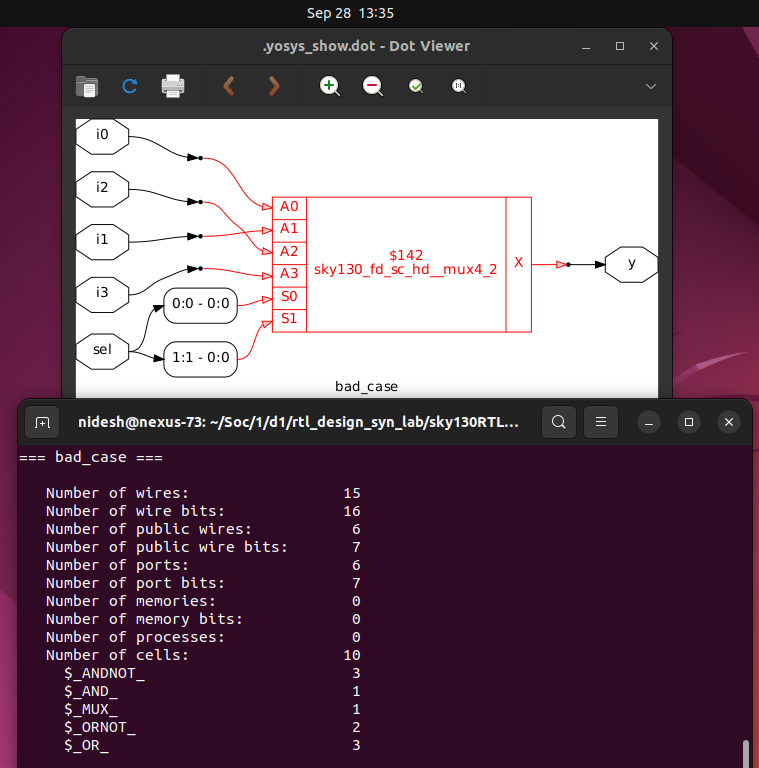 Sep 28 13:35
.yosys_show.dot - Dot Viewer
i0
i2
i1
i3
sel
0:0 - 0:0
1:1 - 0:0
A0
A1
A2
A3
S0
S1
$142
sky130_fd_sc_hd__mux4_2
X
y
bad_case
nidesh@nexus-73: ~/Soc/1/d1/rtl_design_syn_lab/sky130RTL...
=== bad_case ===
Number of wires: 15
Number of wire bits: 16
Number of public wires: 6
Number of public wire bits: 7
Number of ports: 6
Number of port bits: 7
Number of memories: 0
Number of memory bits: 0
Number of processes: 0
Number of cells: 10
$_ANDNOT_ 3
$_AND_ 1
$_MUX_ 1
$_ORNOT_ 2
$_OR_ 3